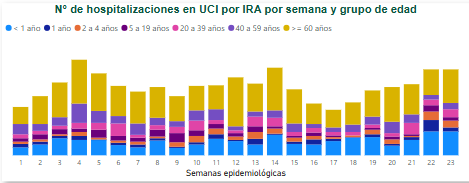 N° de hospitalizaciones en UCI por IRA por semana y grupo de edad
< 1 año 1 año 2 a 4 años 5 a 19 años 20 a 39 años 40 a 59 años >= 60 años
1 2 3 4 5 6 7 8 9 10 11 12 13 14 15 16 17 18 19 20 21 22 23
Semanas epidemiológicas